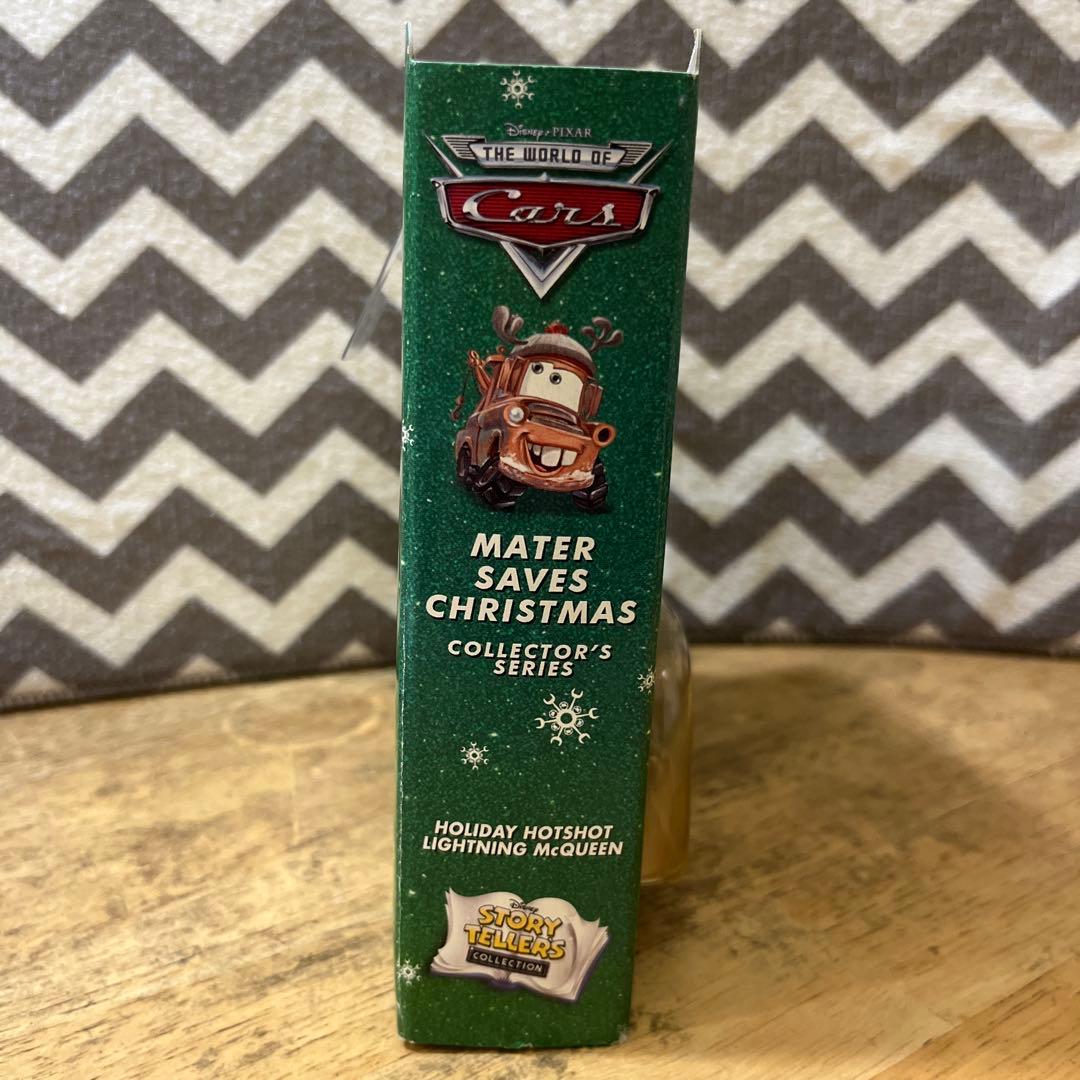 Disney • PIXAR
THE WORLD OF
Cars
MATER
SAVES
CHRISTMAS
COLLECTOR'S
SERIES
HOLIDAY HOTSHOT
LIGHTNING McQUEEN
Disney
STORY
TELLERS
COLLECTION